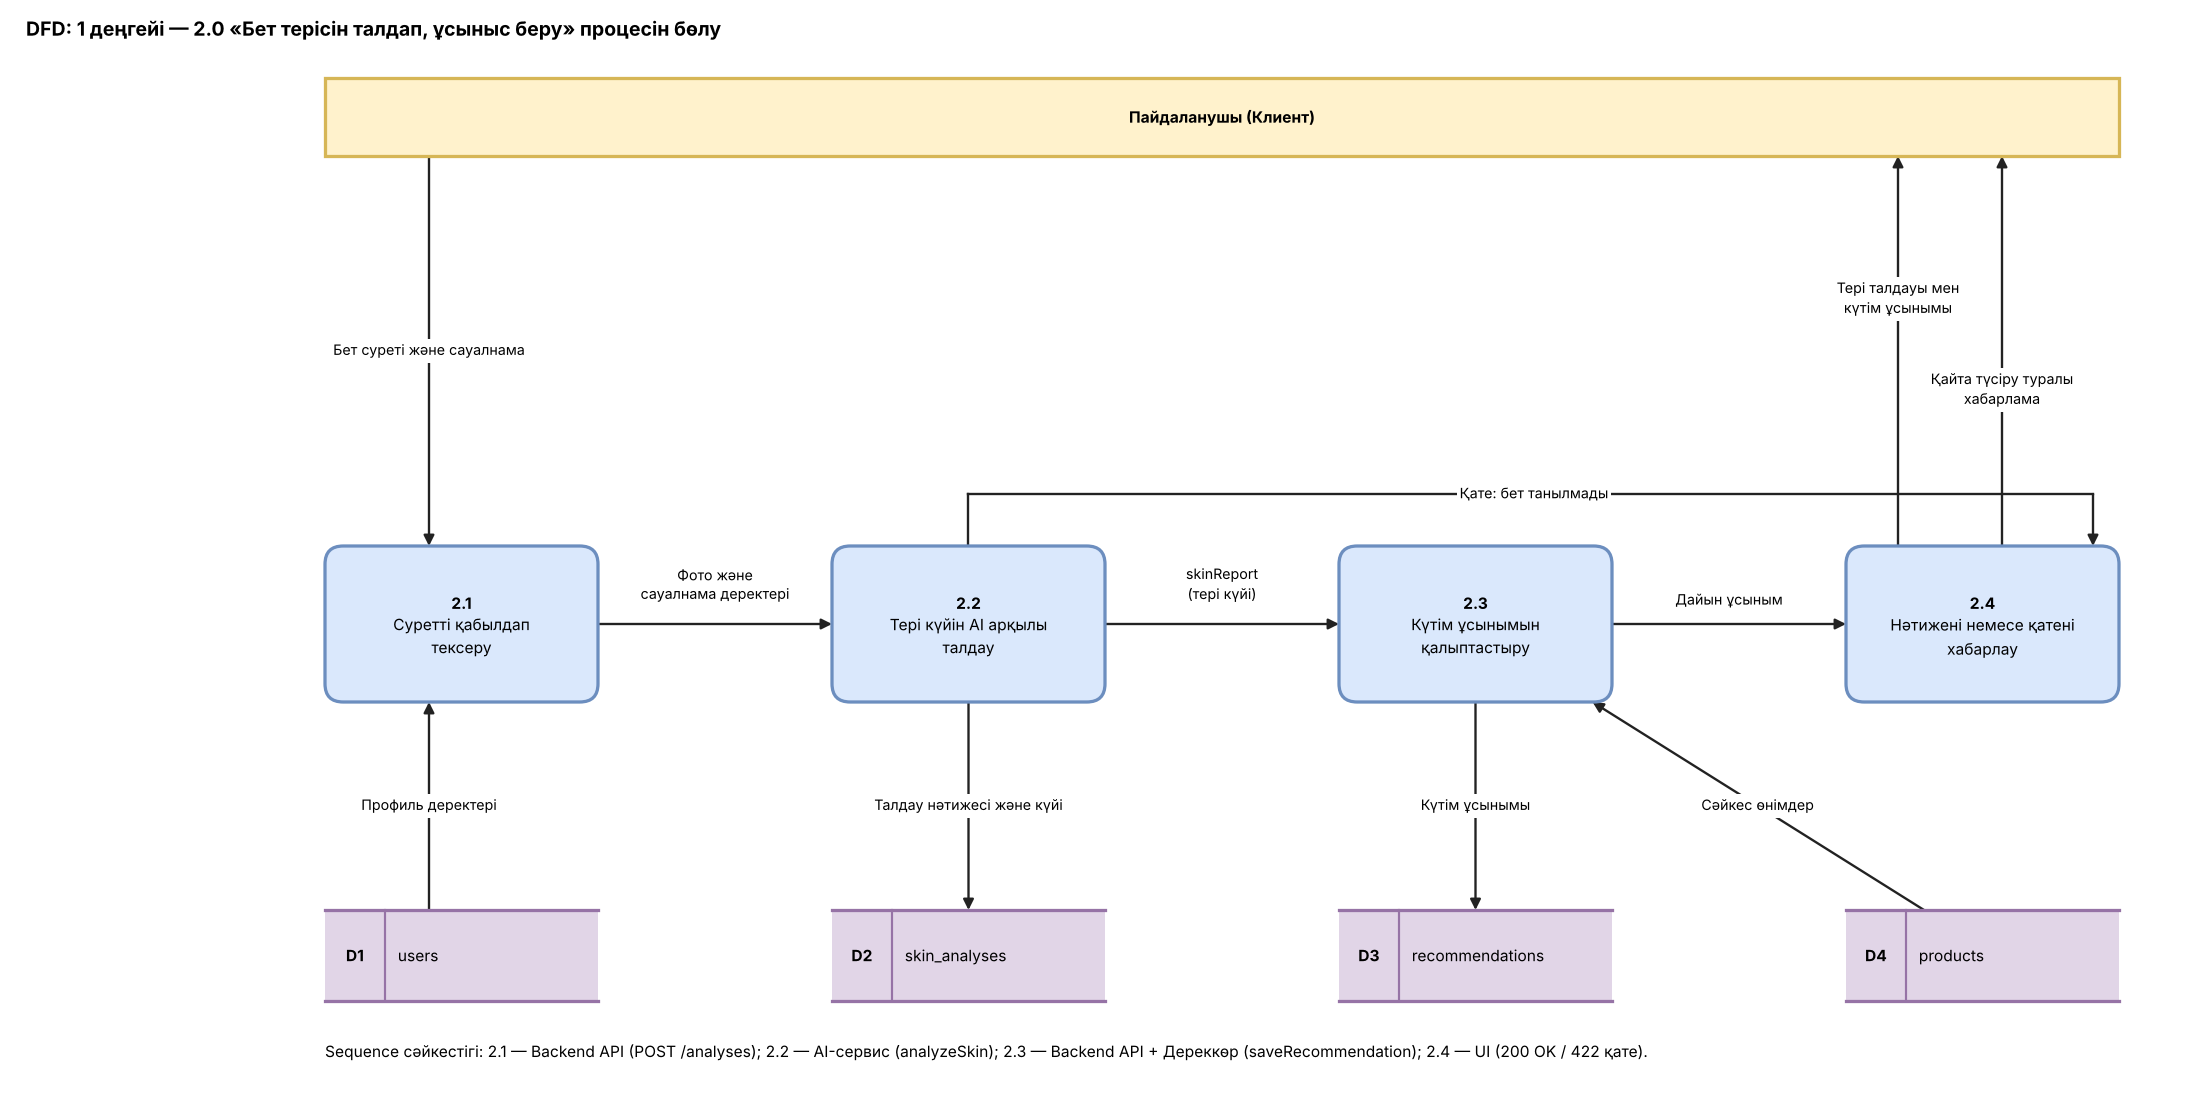 DFD: 1 деңгейі — 2.0 «Бет терісін талдап, ұсыныс беру» процесін бөлу
Пайдаланушы (Клиент)
Тері талдауы мен
күтім ұсынымы
Бет суреті және сауалнама
Қайта түсіру туралы
хабарлама
Қате: бет танылмады
2.1
Суретті қабылдап
тексеру
Фото және
сауалнама деректері
2.2
Тері күйін AI арқылы
талдау
skinReport
(тері күйі)
2.3
Күтім ұсынымын
қалыптастыру
Дайын ұсыным
2.4
Нәтижені немесе қатені
хабарлау
Профиль деректері
Талдау нәтижесі және күйі
Күтім ұсынымы
Сәйкес өнімдер
D1 users
D2 skin_analyses
D3 recommendations
D4 products
Sequence сәйкестігі: 2.1 — Backend API (POST /analyses); 2.2 — AI-сервис (analyzeSkin); 2.3 — Backend API + Дереккөр (saveRecommendation); 2.4 — UI (200 OK / 422 қате).